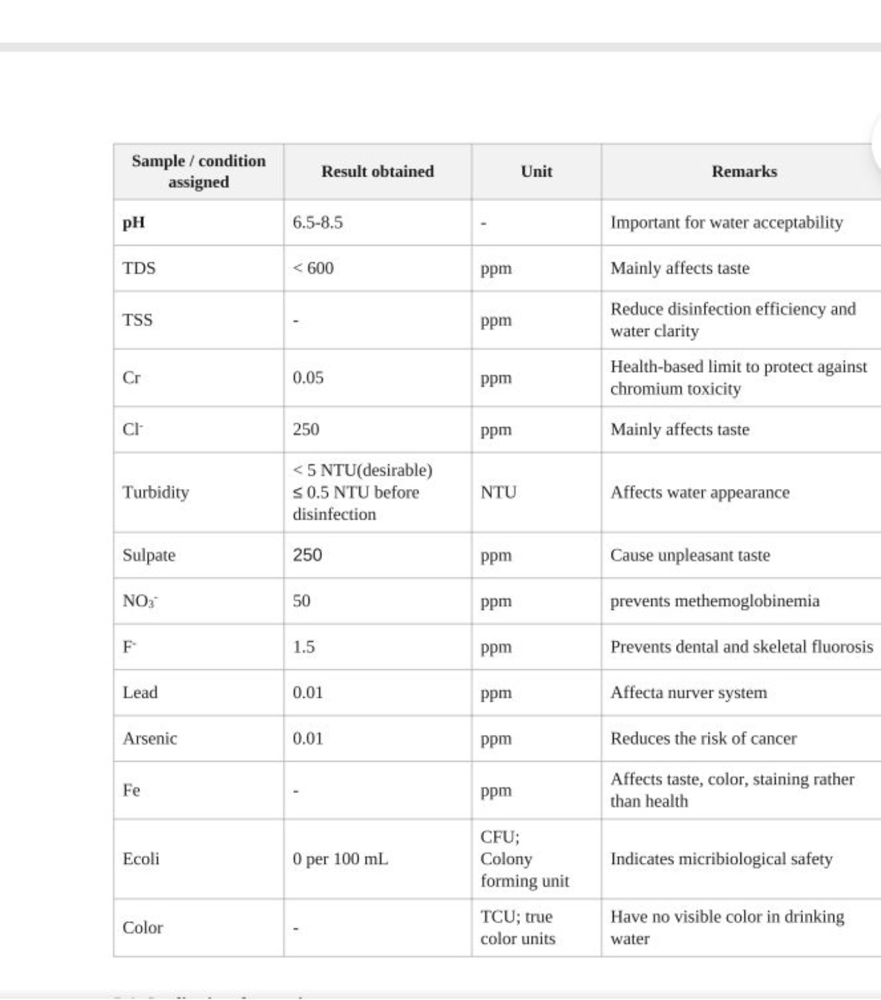 Sample / condition assigned	Result obtained	Unit	Remarks
pH	6.5-8.5	-	Important for water acceptability
TDS	< 600	ppm	Mainly affects taste
TSS	-	ppm	Reduce disinfection efficiency and water clarity
Cr	0.05	ppm	Health-based limit to protect against chromium toxicity
Cl⁻	250	ppm	Mainly affects taste
Turbidity	< 5 NTU(desirable) ≤ 0.5 NTU before disinfection	NTU	Affects water appearance
Sulpate	250	ppm	Cause unpleasant taste
NO₃⁻	50	ppm	prevents methemoglobinemia
F⁻	1.5	ppm	Prevents dental and skeletal fluorosis
Lead	0.01	ppm	Affecta nurver system
Arsenic	0.01	ppm	Reduces the risk of cancer
Fe	-	ppm	Affects taste, color, staining rather than health
Ecoli	0 per 100 mL	CFU; Colony forming unit	Indicates micribiological safety
Color	-	TCU; true color units	Have no visible color in drinking water